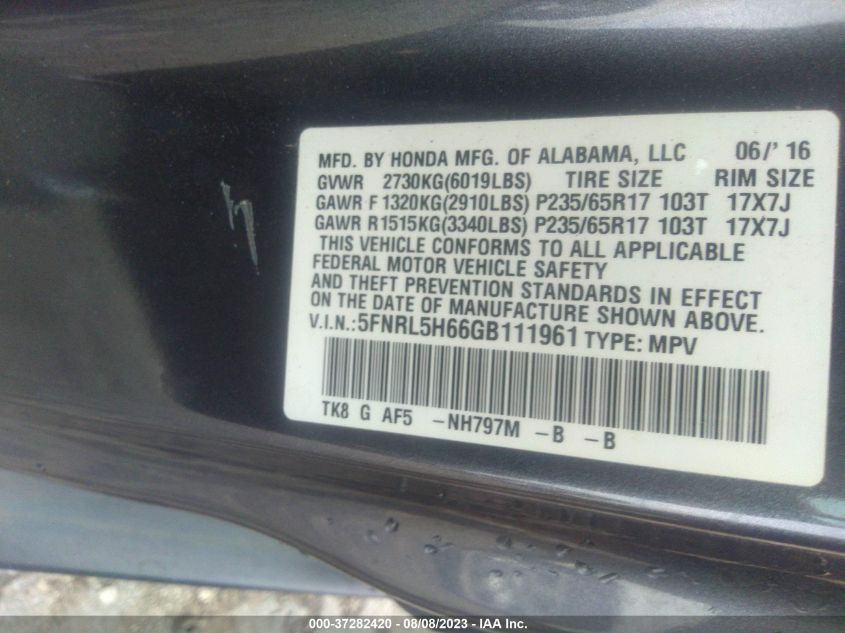 MFD. BY HONDA MFG. OF ALABAMA, LLC 06/'16
GVWR 2730KG(6019LBS) TIRE SIZE RIM SIZE
GAWR F 1320KG(2910LBS) P235/65R17 103T 17X7J
GAWR R1515KG(3340LBS) P235/65R17 103T 17X7J
THIS VEHICLE CONFORMS TO ALL APPLICABLE
FEDERAL MOTOR VEHICLE SAFETY
AND THEFT PREVENTION STANDARDS IN EFFECT
ON THE DATE OF MANUFACTURE SHOWN ABOVE.
V.I.N.:5FNRL5H66GB111961 TYPE: MPV
TK8 G AF5 -NH797M -B -B
000-37282420 - 08/08/2023 - IAA Inc.